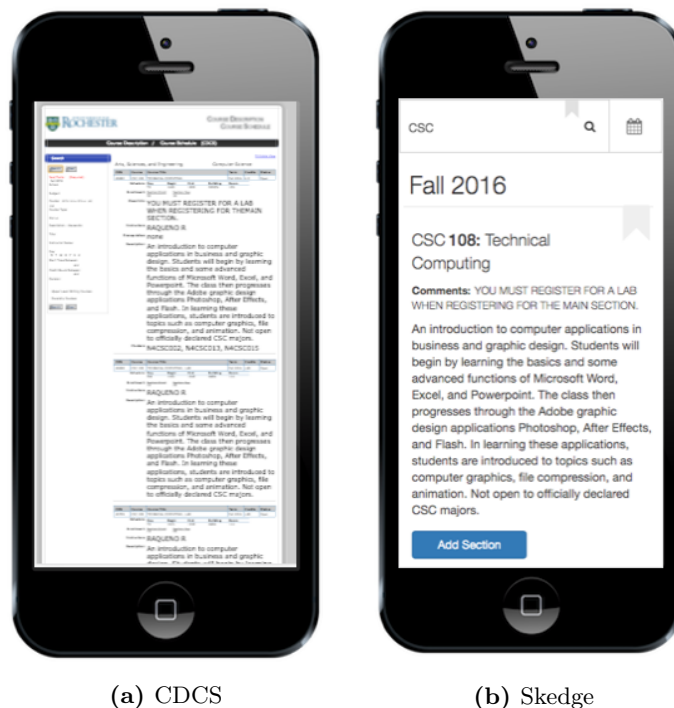 ROCHESTER
COURSE DESCRIPTION
COURSE SCHEDULE
Course Description / Course Schedule (CDCS)
Arts, Sciences, and Engineering Computer Science
YOU MUST REGISTER FOR A LAB
WHEN REGISTERING FOR THEMAIN
SECTION.
RAQUENO R
none
An introduction to computer
applications in business and graphic
design. Students will begin by learning
the basics and some advanced
functions of Microsoft Word, Excel, and
Powerpoint. The class then progresses
through the Adobe graphic design
applications Photoshop, After Effects,
and Flash. In learning these
applications, students are introduced to
topics such as computer graphics, file
compression, and animation. Not open
to officially declared CSC majors.
N4CSC002, N4CSC013, N4CSC015
RAQUENO R
An introduction to computer
applications in business and graphic
design. Students will begin by learning
the basics and some advanced
functions of Microsoft Word, Excel, and
Powerpoint. The class then progresses
through the Adobe graphic design
applications Photoshop, After Effects,
and Flash. In learning these
applications, students are introduced to
topics such as computer graphics, file
compression, and animation. Not open
to officially declared CSC majors.
RAQUENO R
An introduction to computer
applications in business and graphic
design. Students will begin by learning
(a) CDCS
CSC
Fall 2016
CSC 108: Technical
Computing
Comments: YOU MUST REGISTER FOR A LAB
WHEN REGISTERING FOR THE MAIN SECTION.
An introduction to computer applications in
business and graphic design. Students will
begin by learning the basics and some
advanced functions of Microsoft Word,
Excel, and Powerpoint. The class then
progresses through the Adobe graphic
design applications Photoshop, After Effects,
and Flash. In learning these applications,
students are introduced to topics such as
computer graphics, file compression, and
animation. Not open to officially declared
CSC majors.
Add Section
(b) Skedge